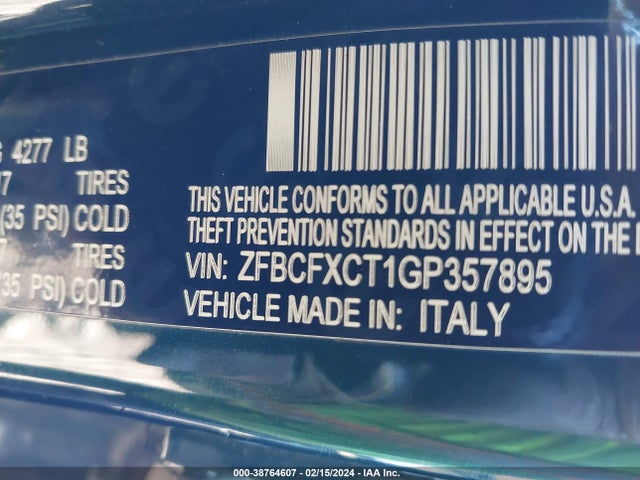 4277 LB
TIRES
(35 PSI) COLD
TIRES
PSI) COLD
THIS VEHICLE CONFORMS TO ALL APPLICABLE U.S.A
THEFT PREVENTION STANDARDS IN EFFECT ON THE
VIN: ZFBCFXCT1GP357895
VEHICLE MADE IN: ITALY
000-38764607 - 02/15/2024 - IAA Inc.